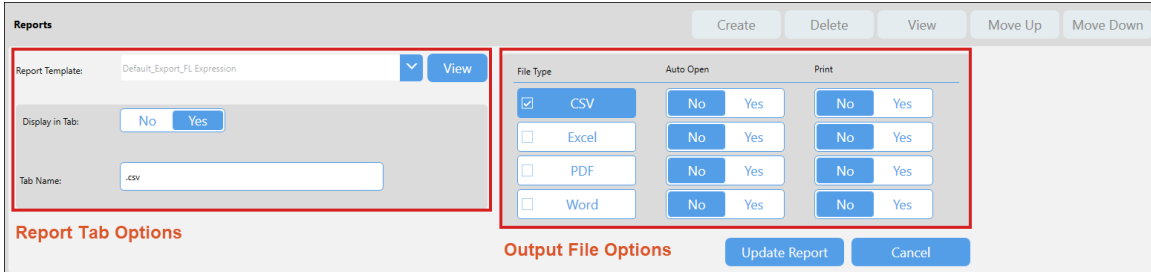 Reports
Create
Delete
View
Move Up
Move Down
Report Template:
Default_Export_FL Expression
View
Display in Tab:
No
Yes
Tab Name:
.csv
Report Tab Options
File Type
Auto Open
Print
CSV
No
Yes
No
Yes
Excel
No
Yes
No
Yes
PDF
No
Yes
No
Yes
Word
No
Yes
No
Yes
Output File Options
Update Report
Cancel